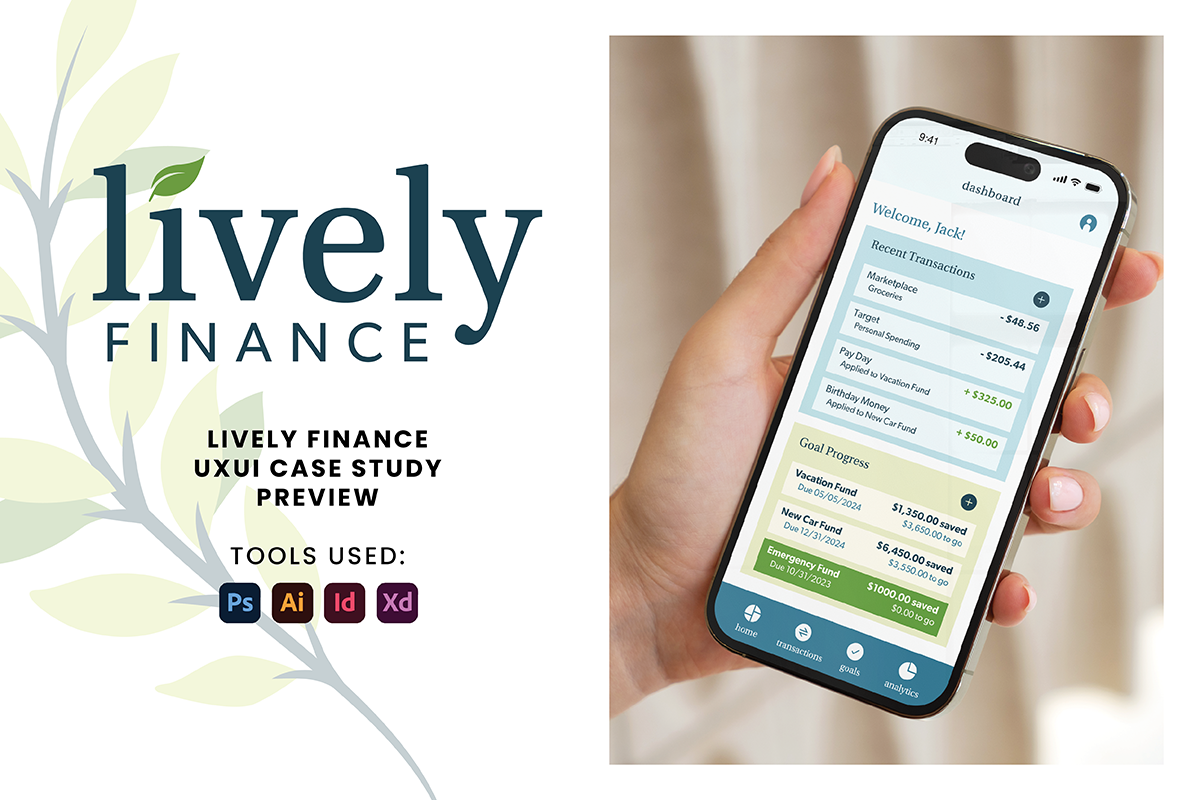 lively
FINANCE
LIVELY FINANCE
UXUI CASE STUDY
PREVIEW
TOOLS USED:
Ps Ai Id Xd
9:41
dashboard
Welcome, Jack!
Recent Transactions
Marketplace
Groceries
- $48.56
Target
Personal Spending
- $205.44
Pay Day
Applied to Vacation Fund
+ $325.00
Birthday Money
Applied to New Car Fund
+ $50.00
Goal Progress
Vacation Fund
Due 05/05/2024
$1,350.00 saved
$3,650.00 to go
New Car Fund
Due 12/31/2024
$6,450.00 saved
$3,550.00 to go
Emergency Fund
Due 10/31/2023
$1000.00 saved
$0.00 to go
home
transactions
goals
analytics